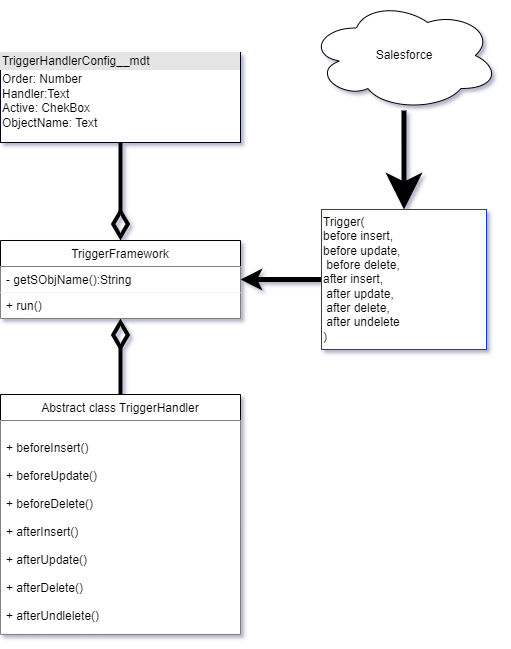 Salesforce
TriggerHandlerConfig__mdt
Order: Number
Handler:Text
Active: ChekBox
ObjectName: Text
Trigger(
before insert,
before update,
before delete,
after insert,
after update,
after delete,
after undelete
)
TriggerFramework
- getSObjName():String
+ run()
Abstract class TriggerHandler
+ beforeInsert()
+ beforeUpdate()
+ beforeDelete()
+ afterInsert()
+ afterUpdate()
+ afterDelete()
+ afterUndlelete()